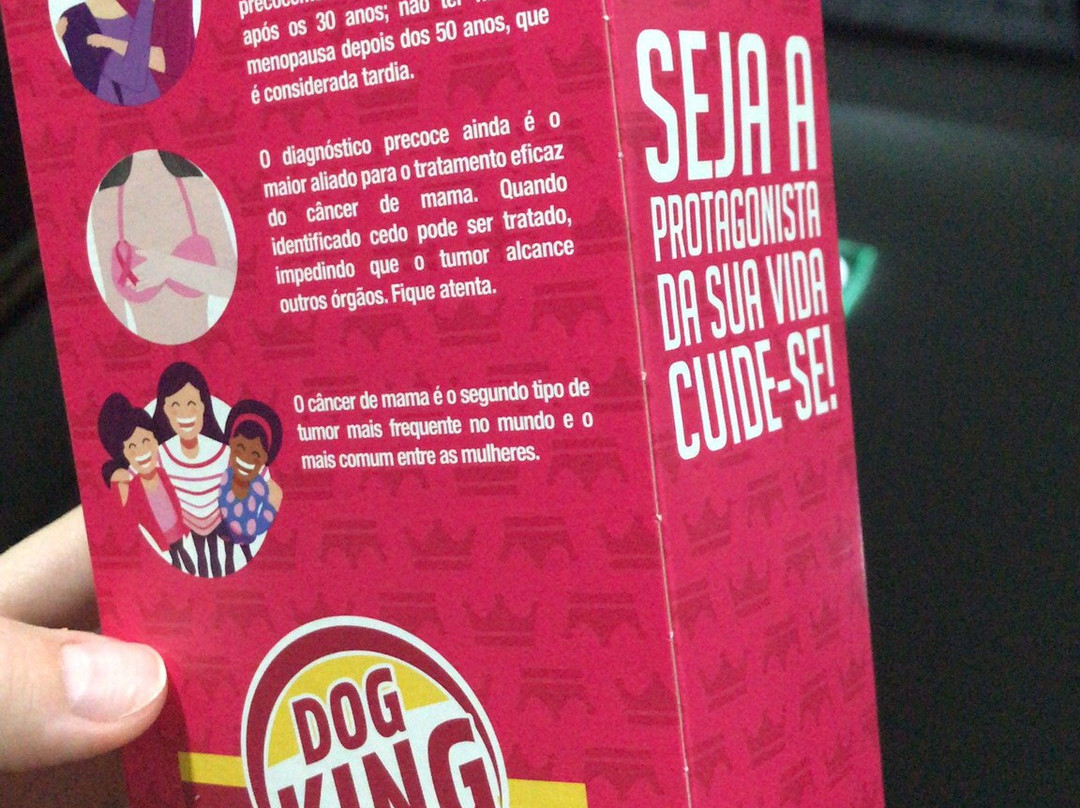 após os 30 anos; não ter
menopausa depois dos 50 anos, que
é considerada tardia.
O diagnóstico precoce ainda é o
maior aliado para o tratamento eficaz
do câncer de mama. Quando
identificado cedo pode ser tratado,
impedindo que o tumor alcance
outros órgãos. Fique atenta.
O câncer de mama é o segundo tipo de
tumor mais frequente no mundo e o
mais comum entre as mulheres.
DOG
KING
SEJA A
PROTAGONISTA
DA SUA VIDA
CUIDE-SE!